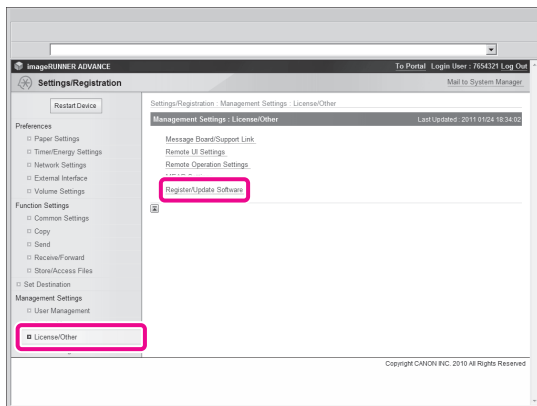 imageRUNNER ADVANCE
To Portal Login User : 7654321 Log Out
Settings/Registration
Mail to System Manager
Restart Device
Settings/Registration : Management Settings : License/Other
Management Settings : License/Other
Last Updated : 2011 01/24 18:34:02
Preferences
Paper Settings
Timer/Energy Settings
Network Settings
External Interface
Volume Settings
Function Settings
Common Settings
Copy
Send
Receive/Forward
Store/Access Files
Set Destination
Management Settings
User Management
License/Other
Message Board/Support Link
Remote UI Settings
Remote Operation Settings
Register/Update Software
Copyright CANON INC. 2010 All Rights Reserved